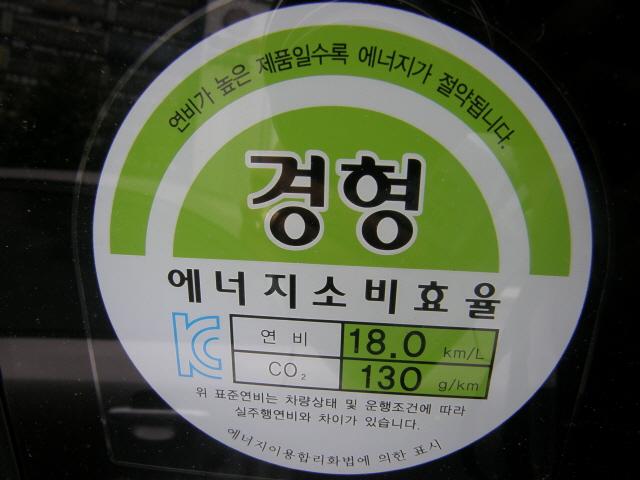 연비가 높은 제품일수록 에너지가 절약됩니다.
경형
에너지소비효율
KC
연 비 18.0 km/L
CO₂ 130 g/km
위 표준연비는 차량상태 및 운행조건에 따라
실주행연비와 차이가 있습니다.
에너지이용합리화법에 의한 표시